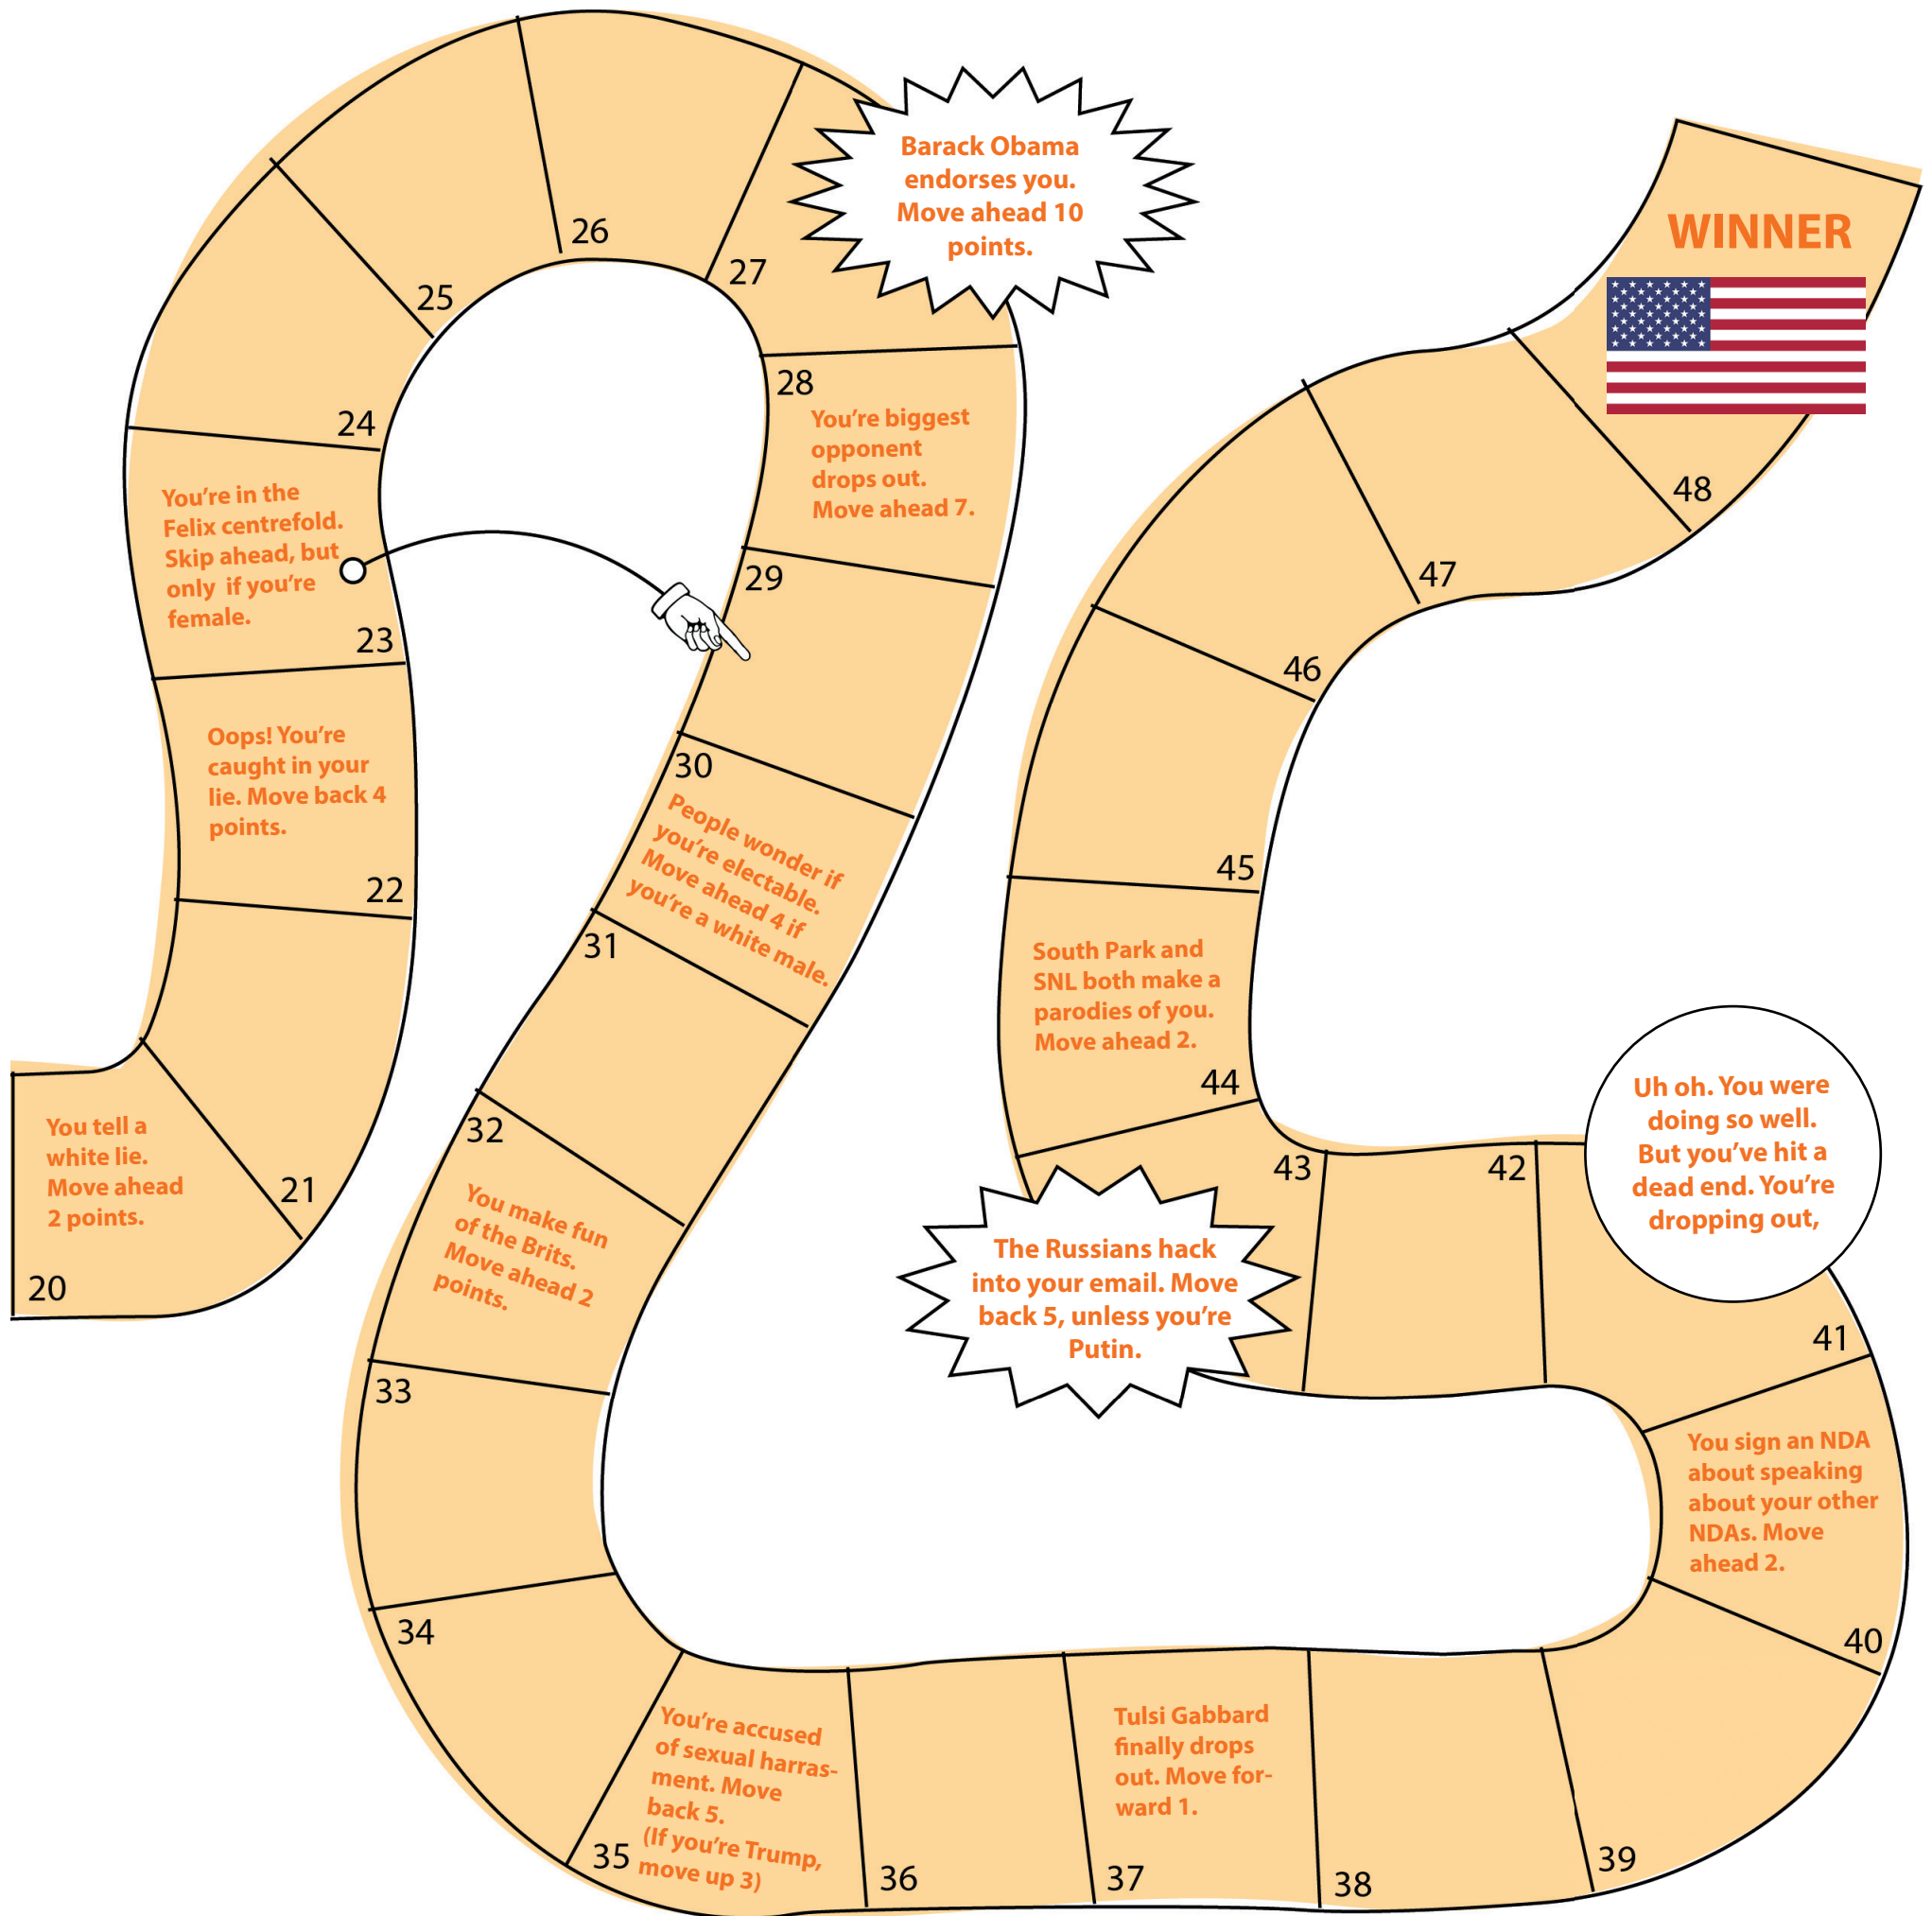 20
You tell a
white lie.
Move ahead
2 points.
21
22
Oops! You're
caught in your
lie. Move back 4
points.
23
You're in the
Felix centrefold.
Skip ahead, but
only if you're
female.
24
25
26
27
Barack Obama
endorses you.
Move ahead 10
points.
28
You're biggest
opponent
drops out.
Move ahead 7.
29
30
People wonder if
you're electable.
Move ahead 4 if
you're a white male.
31
32
You make fun
of the Brits.
Move ahead 2
points.
33
34
35
You're accused
of sexual harras-
ment. Move
back 5.
(If you're Trump,
move up 3)
36
37
Tulsi Gabbard
finally drops
out. Move for-
ward 1.
38
39
40
You sign an NDA
about speaking
about your other
NDAs. Move
ahead 2.
41
Uh oh. You were
doing so well.
But you've hit a
dead end. You're
dropping out,
42
43
The Russians hack
into your email. Move
back 5, unless you're
Putin.
44
South Park and
SNL both make a
parodies of you.
Move ahead 2.
45
46
47
48
WINNER